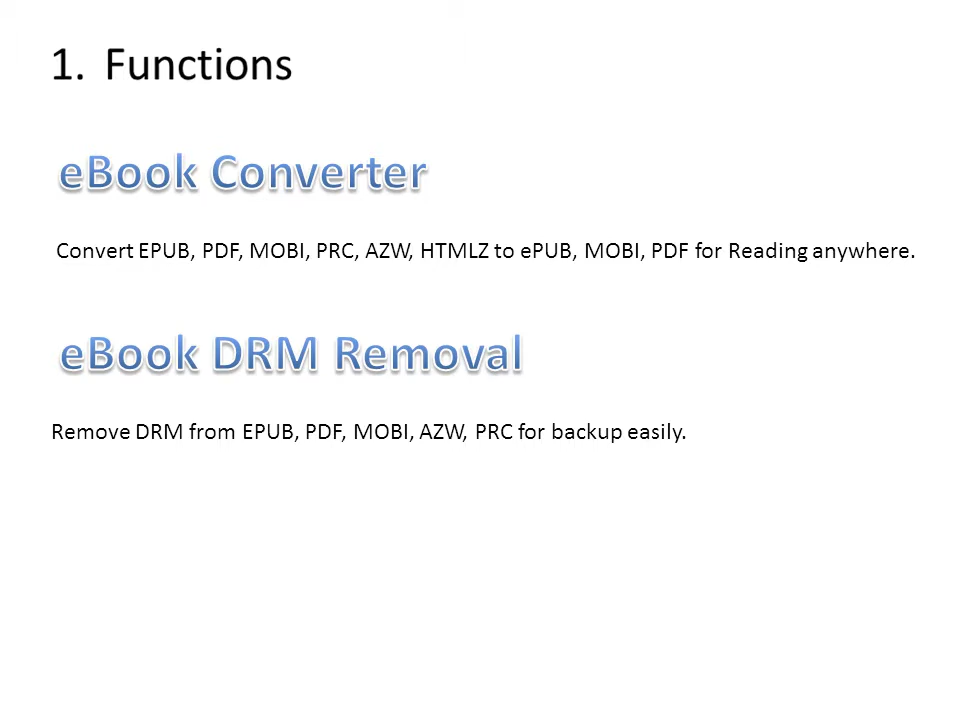 1. Functions
eBook Converter
Convert EPUB, PDF, MOBI, PRC, AZW, HTMLZ to ePUB, MOBI, PDF for Reading anywhere.
eBook DRM Removal
Remove DRM from EPUB, PDF, MOBI, AZW, PRC for backup easily.